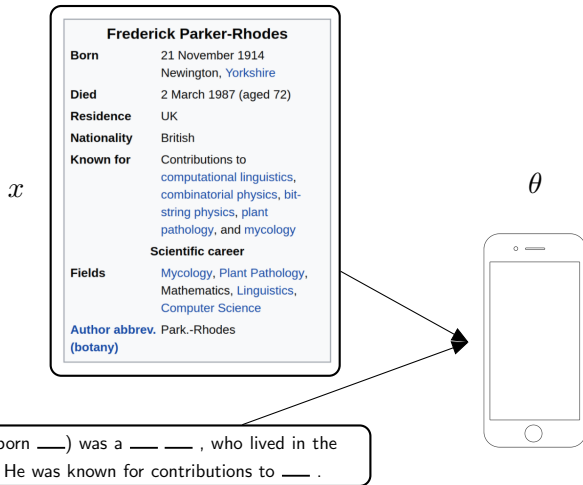 Frederick Parker-Rhodes
Born 21 November 1914
Newington, Yorkshire
Died 2 March 1987 (aged 72)
Residence UK
Nationality British
Known for Contributions to
computational linguistics,
combinatorial physics, bit-
string physics, plant
pathology, and mycology
Scientific career
Fields Mycology, Plant Pathology,
Mathematics, Linguistics,
Computer Science
Author abbrev. Park.-Rhodes
(botany)
x
θ
born ___) was a ___ ___ , who lived in the
He was known for contributions to ___ .